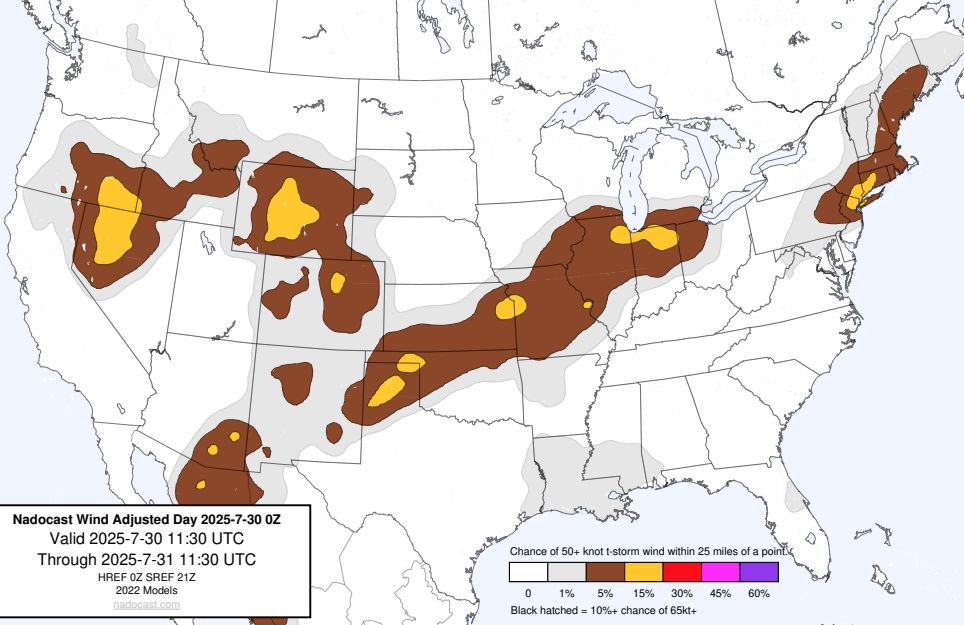 Nadocast Wind Adjusted Day 2025-7-30 0Z
Valid 2025-7-30 11:30 UTC
Through 2025-7-31 11:30 UTC
HREF 0Z SREF 21Z
2022 Models
nadocast.com
Chance of 50+ knot t-storm wind within 25 miles of a point.
0 1% 5% 15% 30% 45% 60%
Black hatched = 10%+ chance of 65kt+